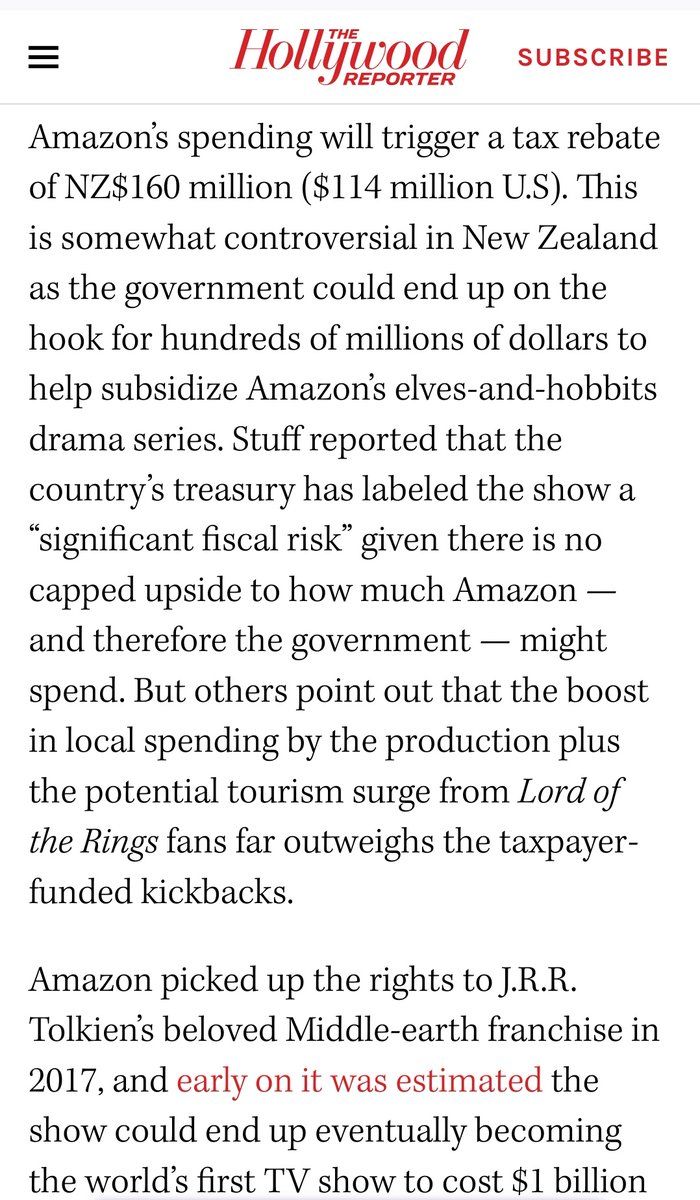 THE
Hollywood
REPORTER
SUBSCRIBE
Amazon’s spending will trigger a tax rebate
of NZ$160 million ($114 million U.S). This
is somewhat controversial in New Zealand
as the government could end up on the
hook for hundreds of millions of dollars to
help subsidize Amazon’s elves-and-hobbits
drama series. Stuff reported that the
country’s treasury has labeled the show a
“significant fiscal risk” given there is no
capped upside to how much Amazon —
and therefore the government — might
spend. But others point out that the boost
in local spending by the production plus
the potential tourism surge from Lord of
the Rings fans far outweighs the taxpayer-
funded kickbacks.
Amazon picked up the rights to J.R.R.
Tolkien’s beloved Middle-earth franchise in
2017, and early on it was estimated the
show could end up eventually becoming
the world’s first TV show to cost $1 billion